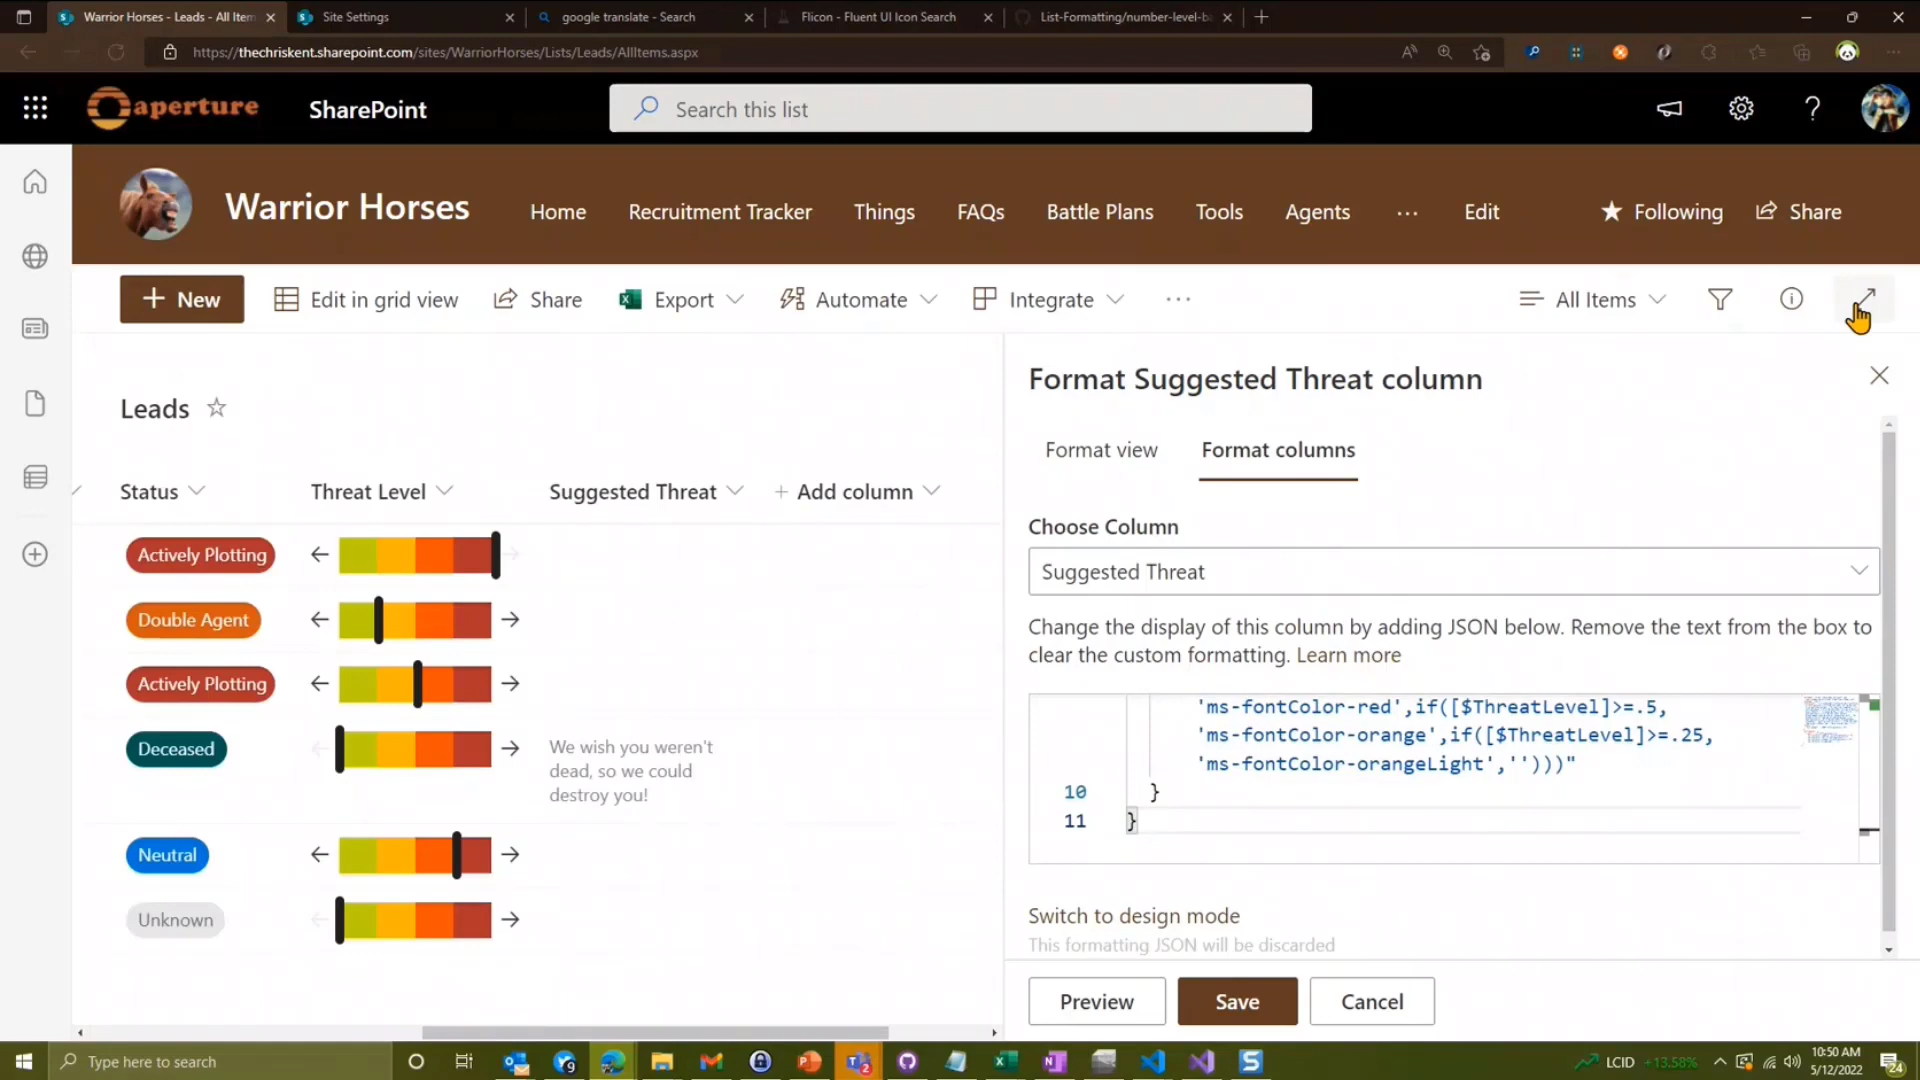 Warrior Horses - Leads - All Item
Site Settings
google translate - Search
Flicon - Fluent UI Icon Search
List-Formatting/number-level-ba
https://thechriskent.sharepoint.com/sites/WarriorHorses/Lists/Leads/AllItems.aspx
aperture
SharePoint
Search this list
Warrior Horses
Home
Recruitment Tracker
Things
FAQs
Battle Plans
Tools
Agents
Edit
Following
Share
New
Edit in grid view
Share
Export
Automate
Integrate
All Items
Leads
Status
Threat Level
Suggested Threat
+ Add column
Actively Plotting
Double Agent
Actively Plotting
Deceased
We wish you weren't
dead, so we could
destroy you!
Neutral
Unknown
Format Suggested Threat column
Format view
Format columns
Choose Column
Suggested Threat
Change the display of this column by adding JSON below. Remove the text from the box to
clear the custom formatting. Learn more
'ms-fontColor-red',if([$ThreatLevel]>=.5,
'ms-fontColor-orange',if([$ThreatLevel]>=.25,
'ms-fontColor-orangeLight','')))"
10 }
11 }
Switch to design mode
This formatting JSON will be discarded
Preview
Save
Cancel
Type here to search
LCID +13.58%
10:50 AM
5/12/2022
24